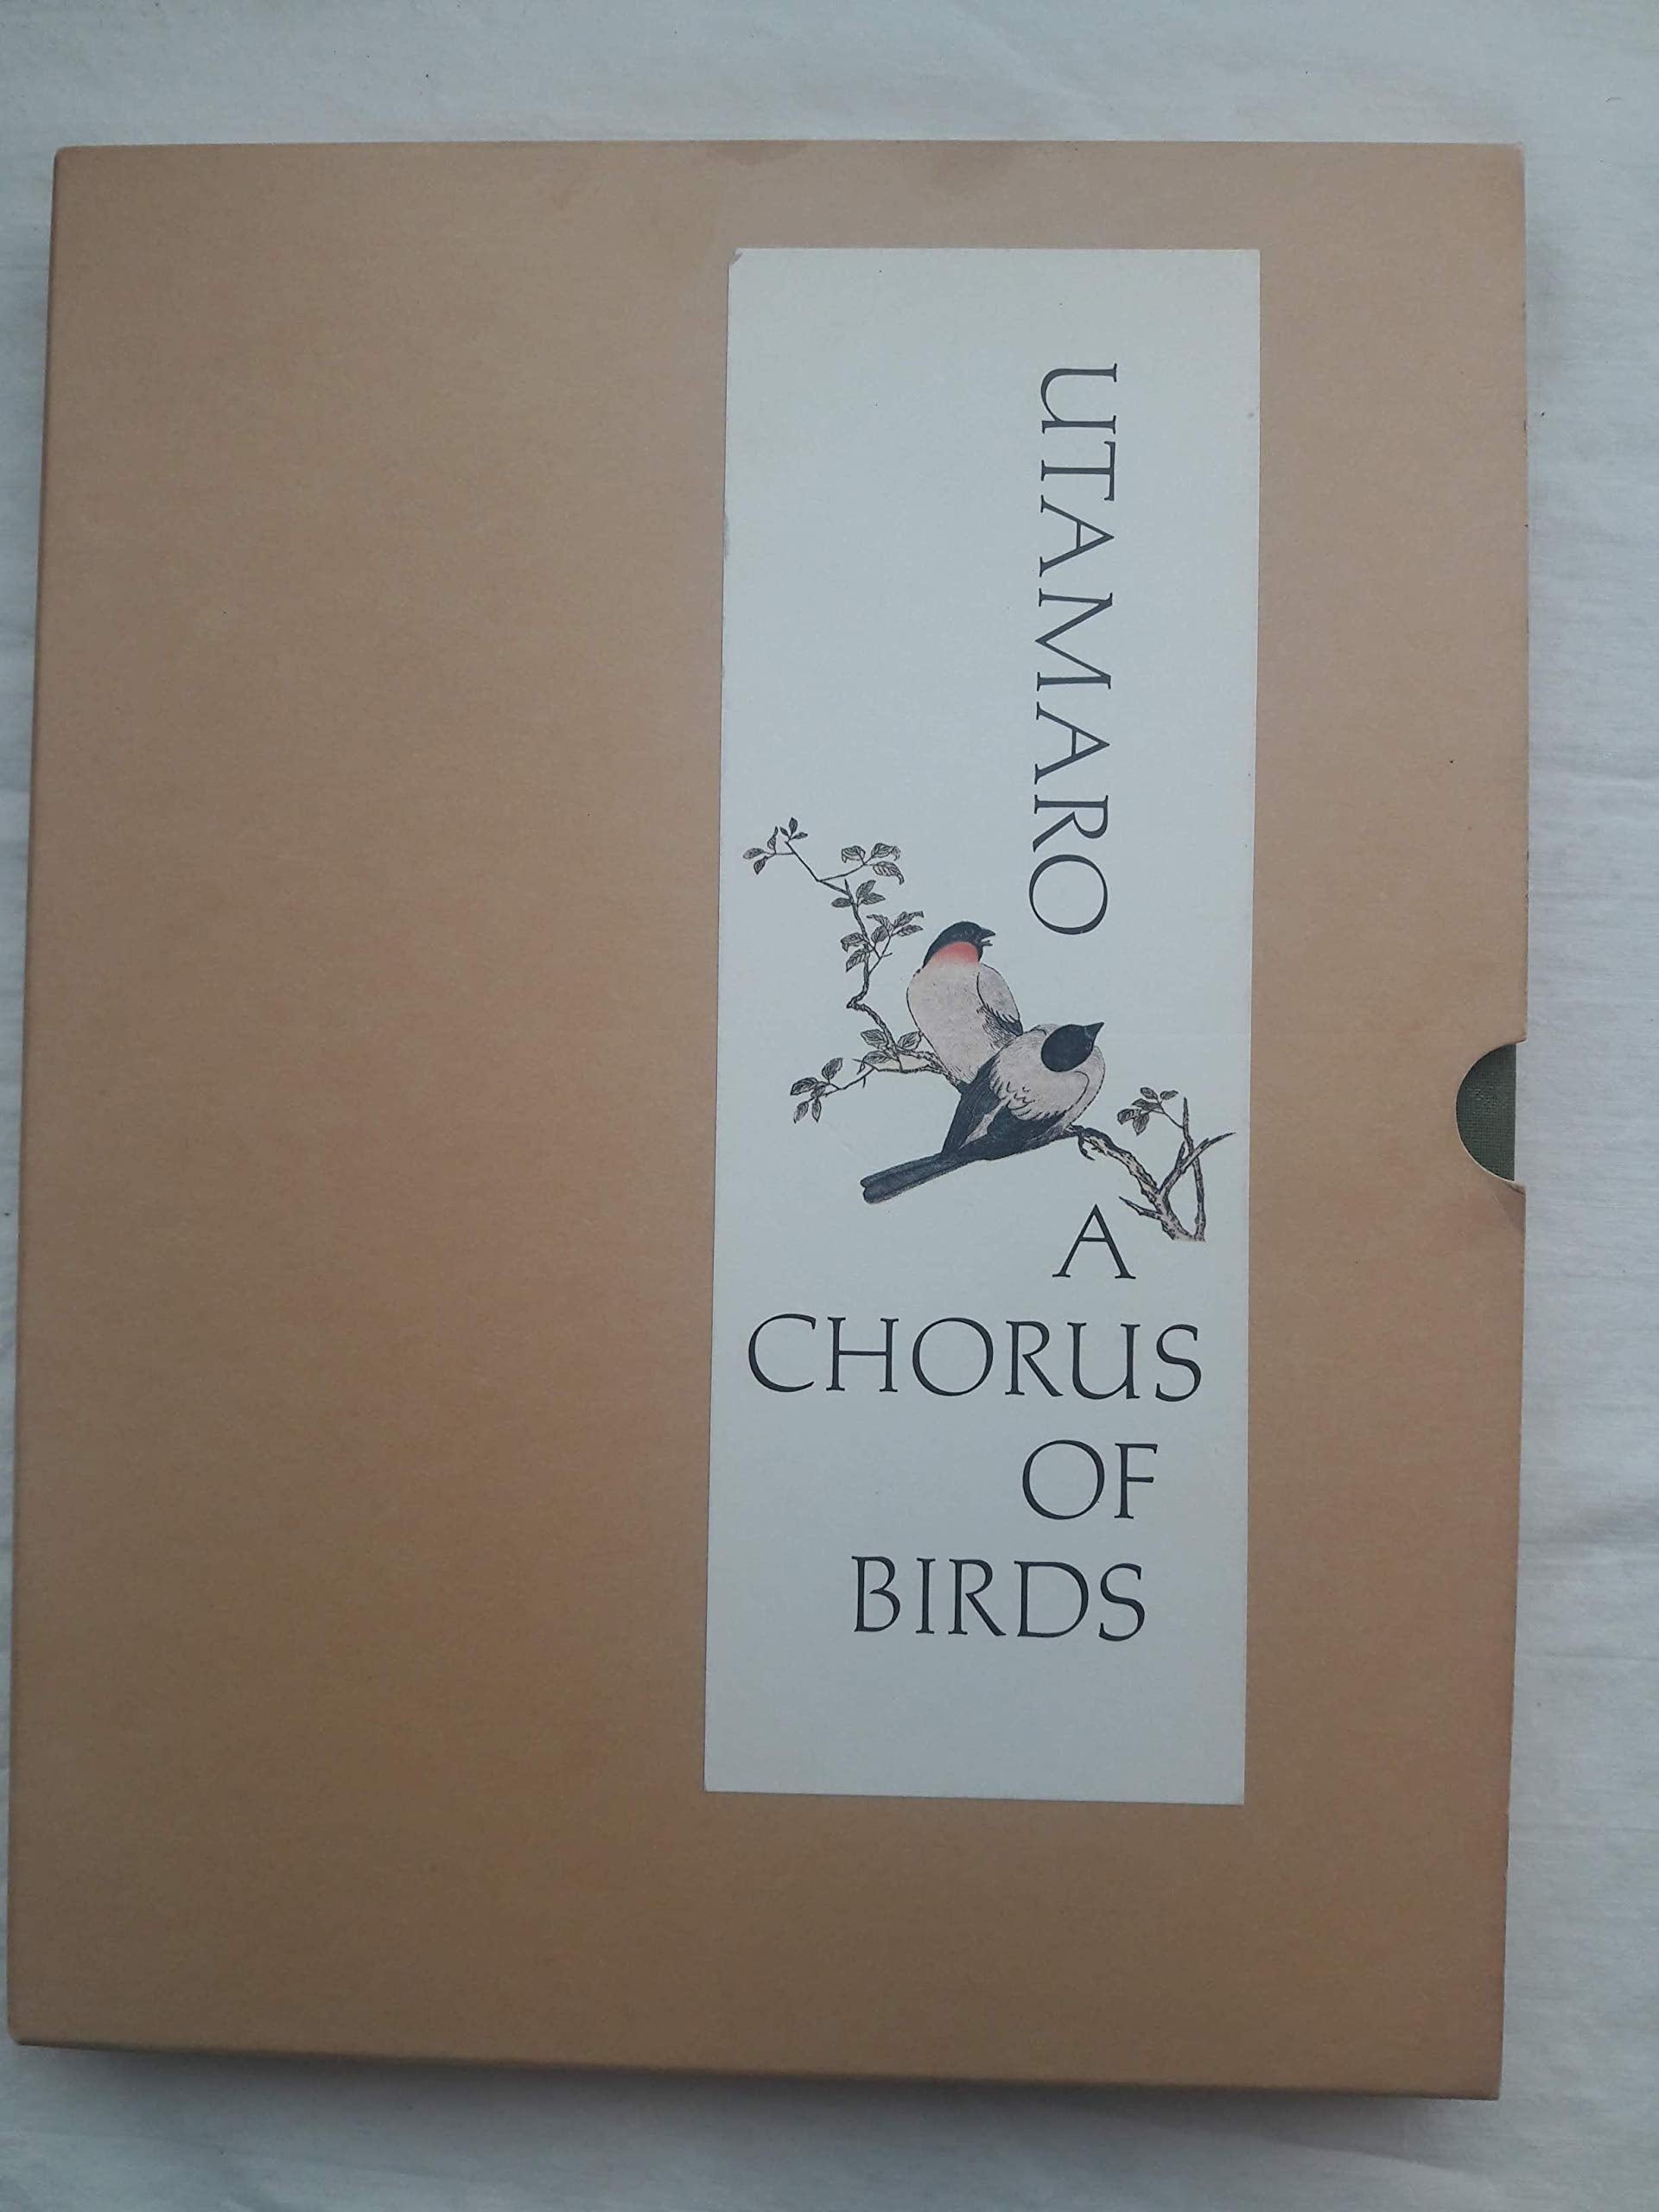 UTAMARO
A
CHORUS
OF
BIRDS